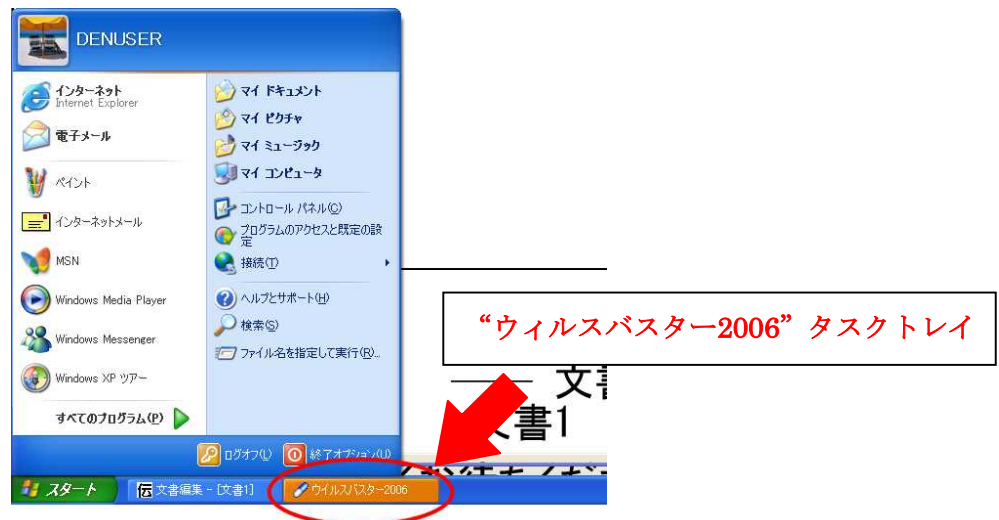 DENUSER
インターネット
Internet Explorer
電子メール
ペイント
インターネットメール
MSN
Windows Media Player
Windows Messenger
Windows XP ツアー
すべてのプログラム(P)
マイ ドキュメント
マイ ピクチャ
マイ ミュージック
マイ コンピュータ
コントロール パネル(C)
プログラムのアクセスと既定の設
定
接続(T)
ヘルプとサポート(H)
検索(S)
ファイル名を指定して実行(R)...
ログオフ(L)
終了オプション(U)
“ウィルスバスター2006”タスクトレイ
文書
文書1
スタート
伝 文書編集 - [文書1]
ウイルスバスター2006